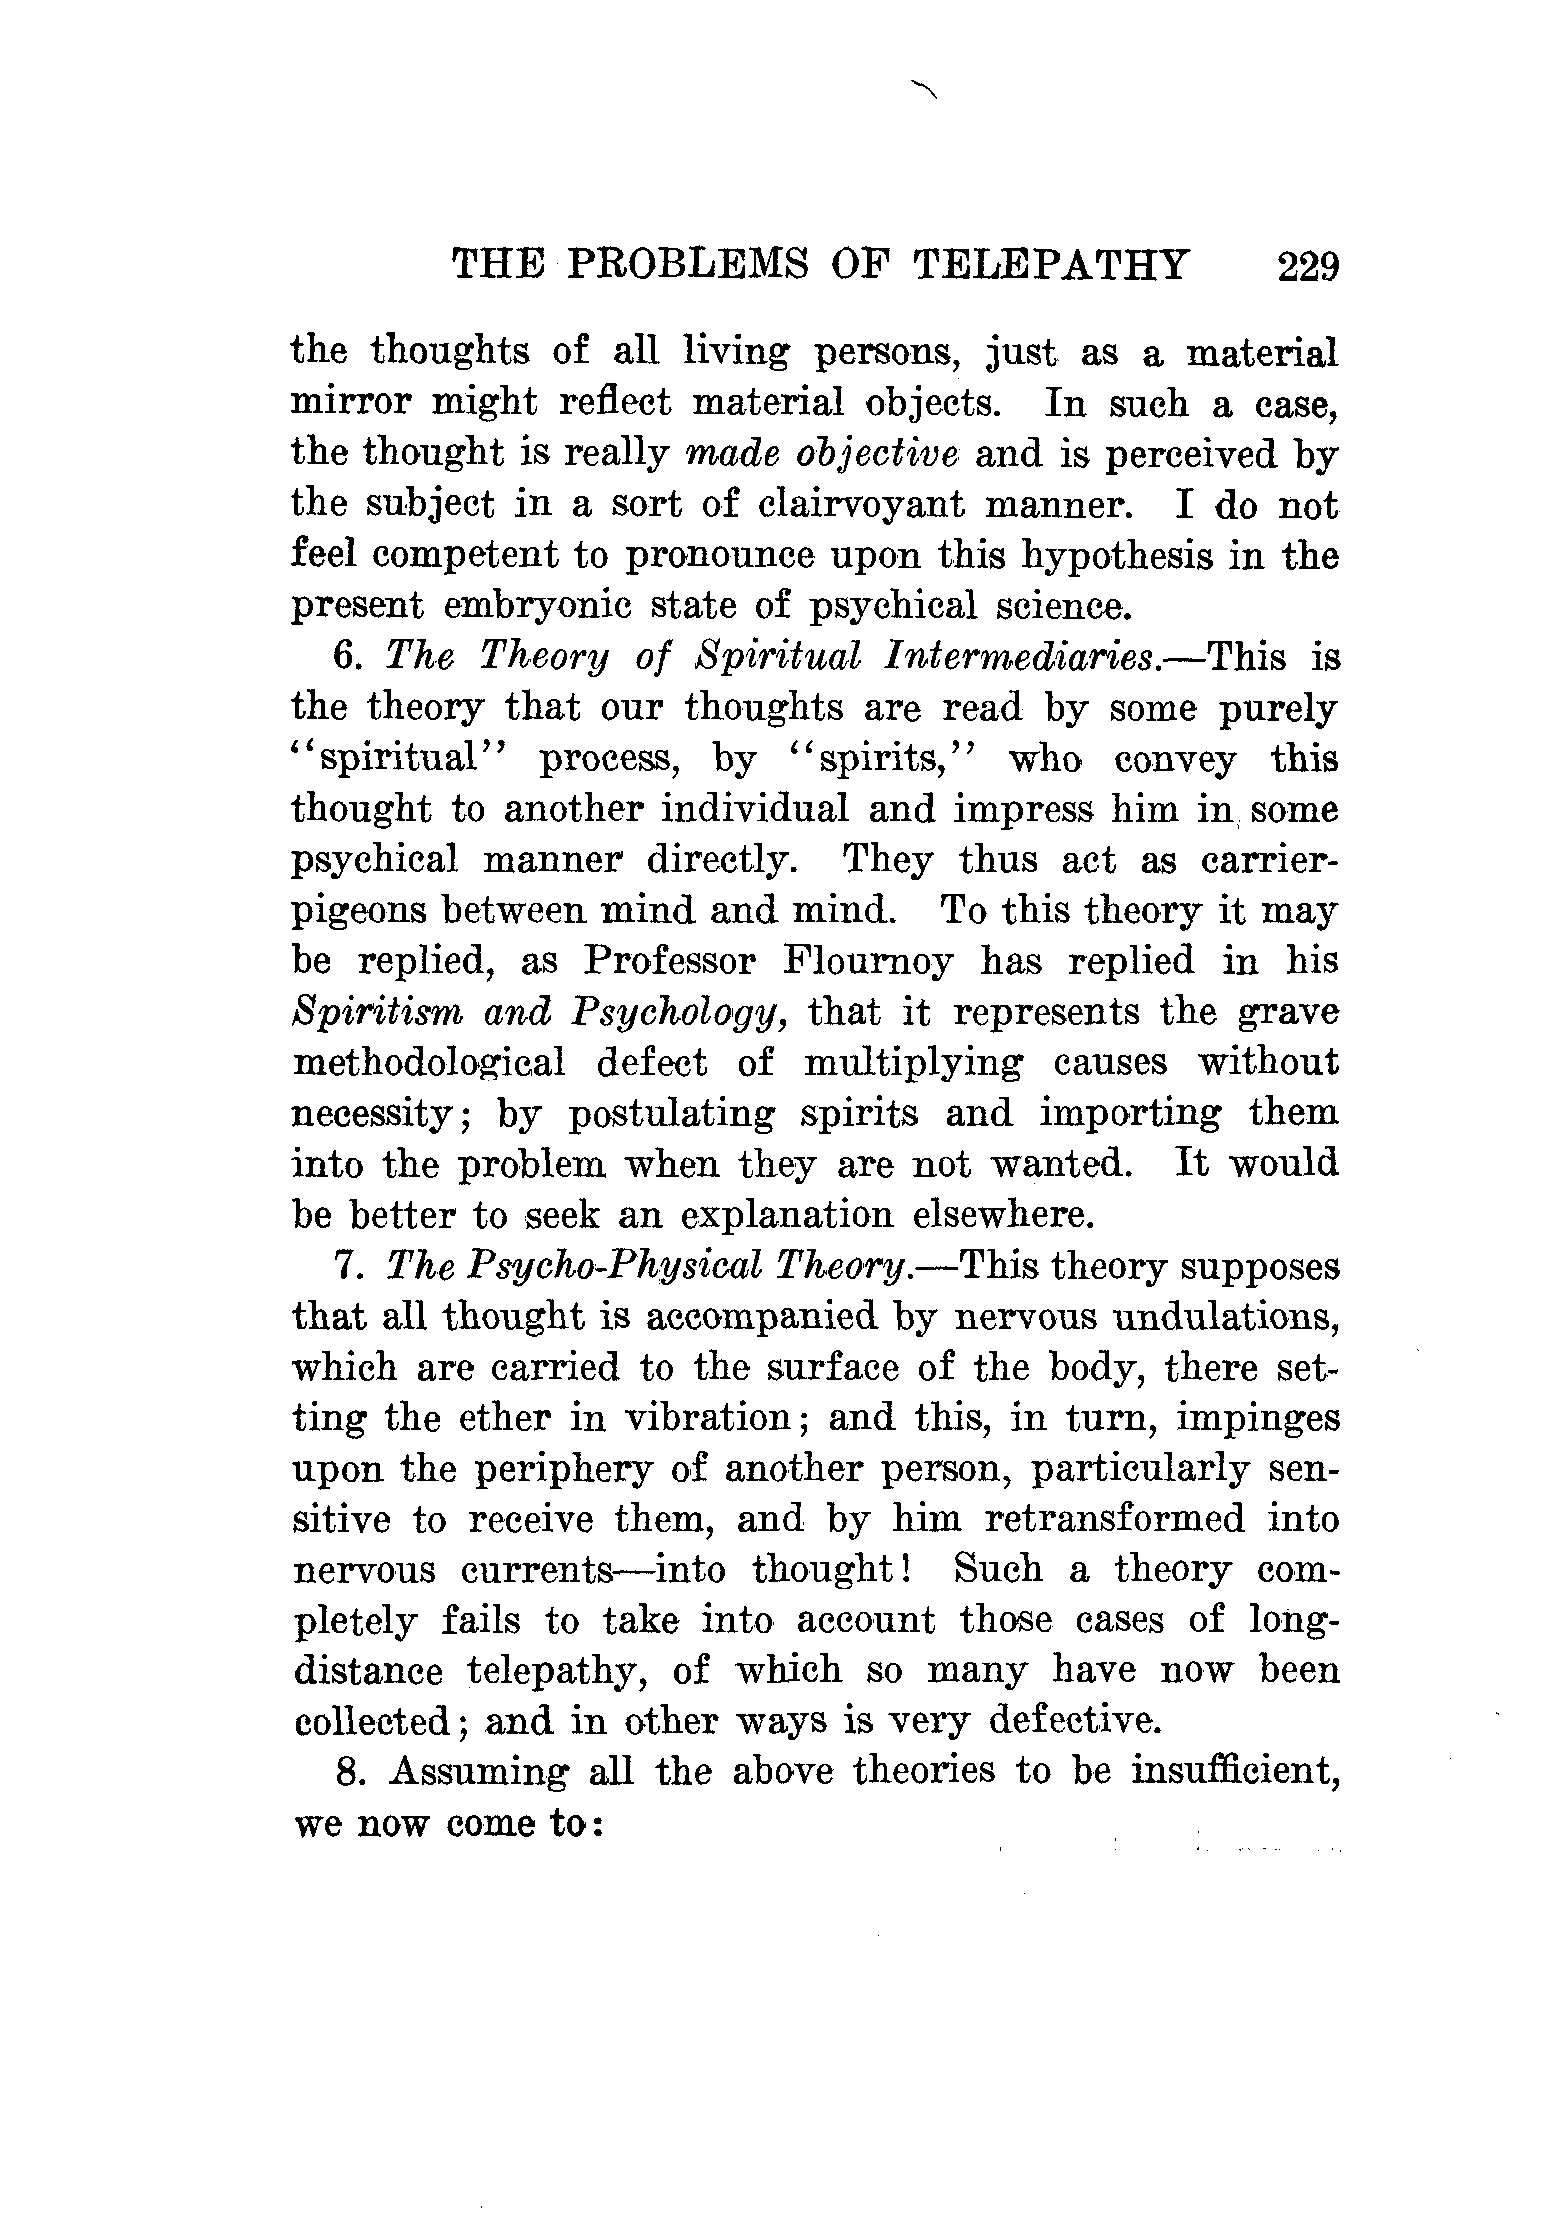 THE PROBLEMS OF TELEPATHY 229
the thoughts of all living persons, just as a material
mirror might reflect material objects. In such a case,
the thought is really made objective and is perceived by
the subject in a sort of clairvoyant manner. I do not
feel competent to pronounce upon this hypothesis in the
present embryonic state of psychical science.
6. The Theory of Spiritual Intermediaries.—This is
the theory that our thoughts are read by some purely
“spiritual” process, by “spirits,” who convey this
thought to another individual and impress him in some
psychical manner directly. They thus act as carrier-
pigeons between mind and mind. To this theory it may
be replied, as Professor Flournoy has replied in his
Spiritism and Psychology, that it represents the grave
methodological defect of multiplying causes without
necessity; by postulating spirits and importing them
into the problem when they are not wanted. It would
be better to seek an explanation elsewhere.
7. The Psycho-Physical Theory.—This theory supposes
that all thought is accompanied by nervous undulations,
which are carried to the surface of the body, there set-
ting the ether in vibration; and this, in turn, impinges
upon the periphery of another person, particularly sen-
sitive to receive them, and by him retransformed into
nervous currents—into thought! Such a theory com-
pletely fails to take into account those cases of long-
distance telepathy, of which so many have now been
collected; and in other ways is very defective.
8. Assuming all the above theories to be insufficient,
we now come to: